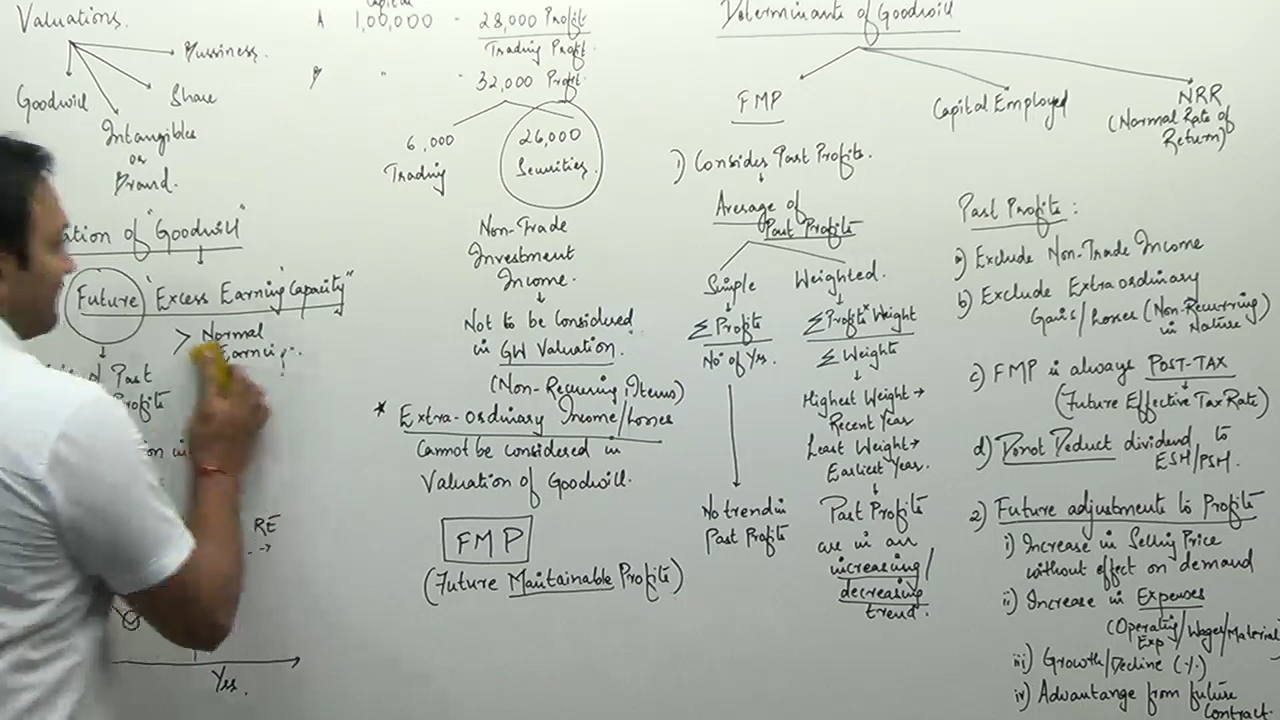 Valuations.
Bussiness.
Goodwill
Share
Intangibles
or
Brand.
"Goodwill"
Future "Excess Earning Capacity"
> Normal
Past
Profits
RE
Yrs.
Capital
A 1,00,000 - 28,000 Profit
Trading Profit
B " - 32,000 Profit
6,000
Trading
26,000
Securities.
Non-Trade
Investment
Income.
Not to be Considered
in GW Valuation.
(Non-Recurring Items)
* Extra-ordinary Income/Losses
Cannot be considered in
Valuation of Goodwill.
FMP
(Future Maintainable Profits)
Determinants of Goodwill
FMP
Capital Employed
NRR
(Normal Rate of
Return)
1) Considers Past Profits.
Average of
Past Profits
Simple
Σ Profits
No of Yrs.
No trend in
Past Profits
Weighted.
Σ Profits * Weight
Σ Weight
Highest Weight →
Recent Year
Least Weight →
Earliest Year.
Past Profits
are in an
increasing/
decreasing
trend.
Past Profits:
a) Exclude Non-Trade Income
b) Exclude Extraordinary
Gains/Losses (Non-Recurring)
in Nature
c) FMP is always POST-TAX
(Future Effective Tax Rate)
d) Donot Deduct dividend to
ESH/PSH.
2) Future adjustments to Profits
i) Increase in Selling Price
without effect on demand
ii) Increase in Expenses
(Operating Exp/Wages/Material
iii) Growth/Decline (%)
iv) Advantange from future
Contract.